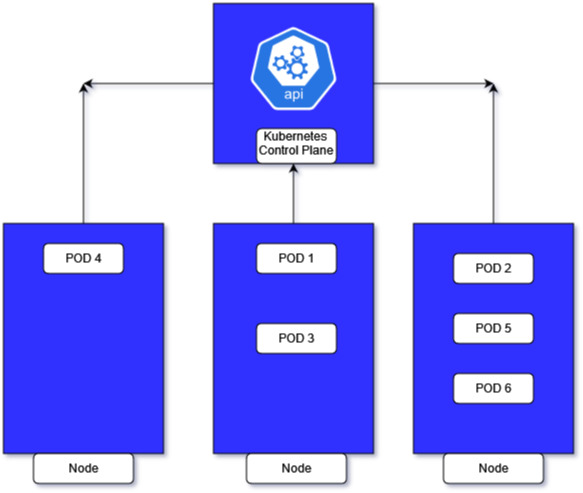 api
Kubernetes
Control Plane
POD 4
POD 1
POD 3
POD 2
POD 5
POD 6
Node
Node
Node